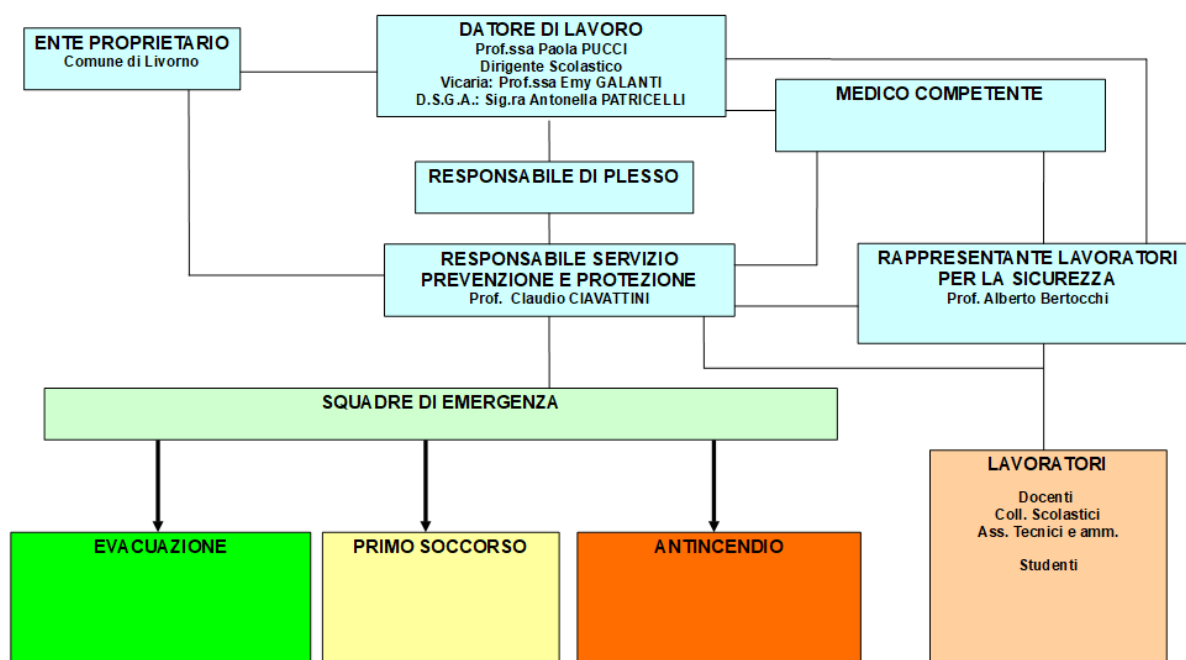 ENTE PROPRIETARIO
Comune di Livorno
DATORE DI LAVORO
Prof.ssa Paola PUCCI
Dirigente Scolastico
Vicaria: Prof.ssa Emy GALANTI
D.S.G.A.: Sig.ra Antonella PATRICELLI
MEDICO COMPETENTE
RESPONSABILE DI PLESSO
RESPONSABILE SERVIZIO
PREVENZIONE E PROTEZIONE
Prof. Claudio CIAVATTINI
RAPPRESENTANTE LAVORATORI
PER LA SICUREZZA
Prof. Alberto Bertocchi
SQUADRE DI EMERGENZA
EVACUAZIONE
PRIMO SOCCORSO
ANTINCENDIO
LAVORATORI
Docenti
Coll. Scolastici
Ass. Tecnici e amm.
Studenti